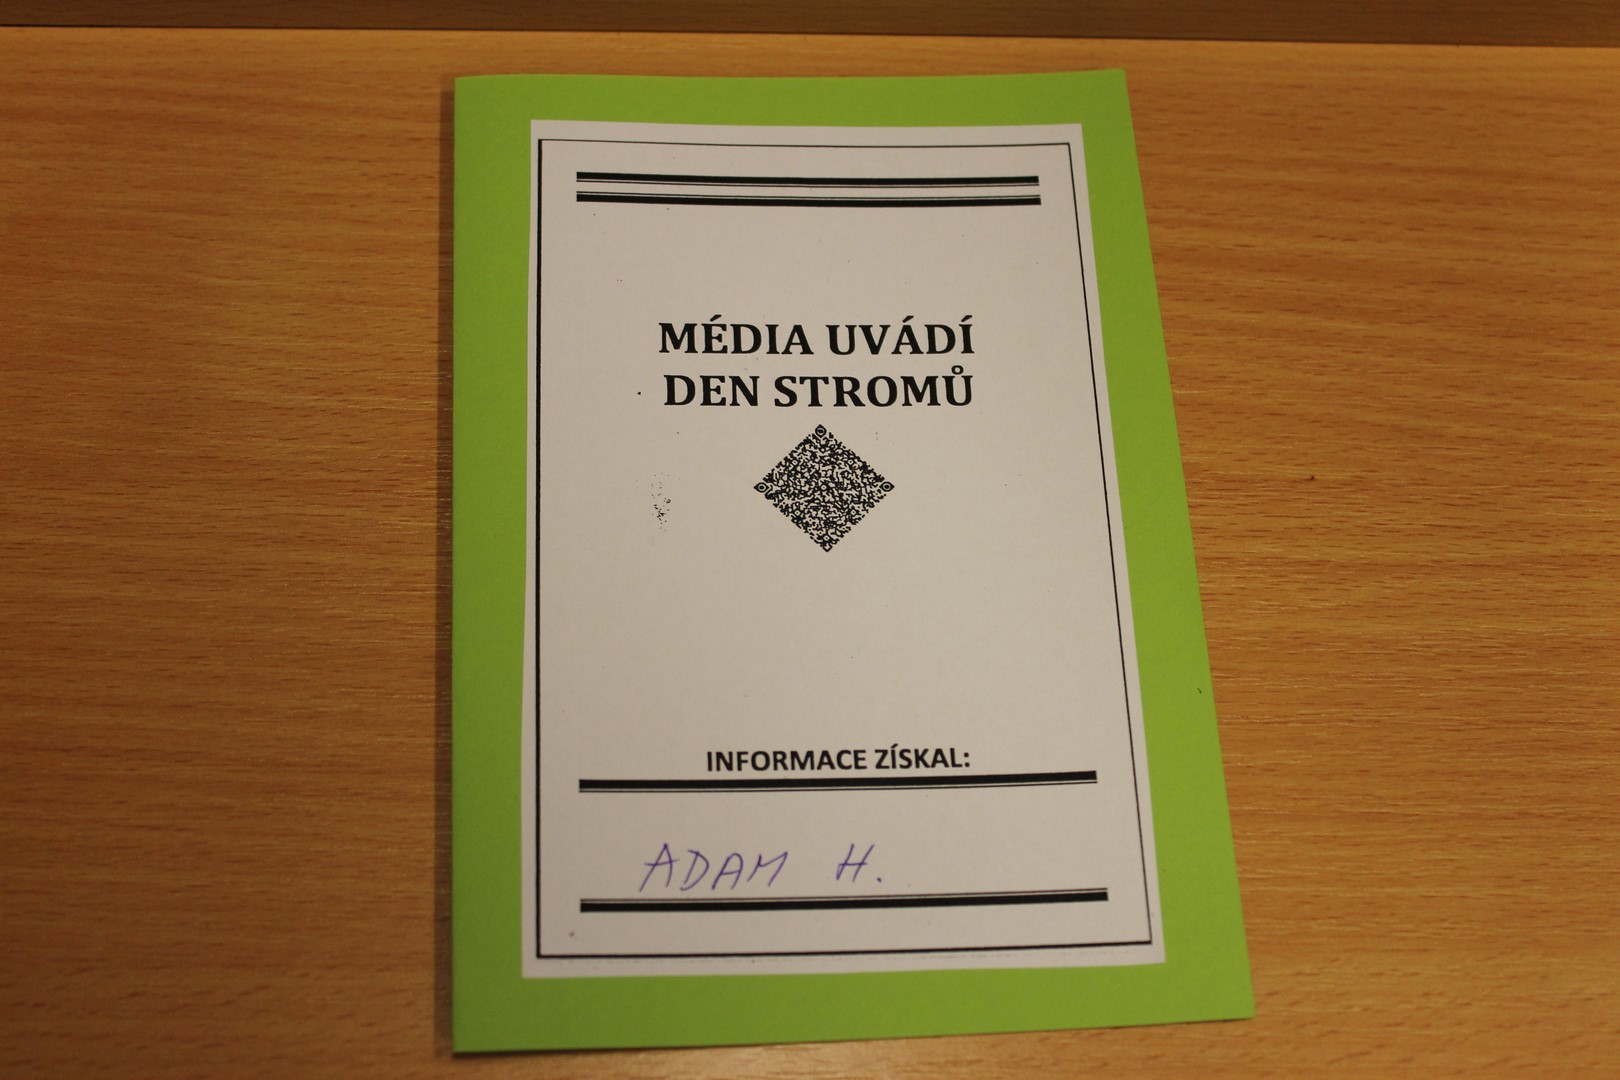 MÉDIA UVÁDÍ
DEN STROMŮ
INFORMACE ZÍSKAL:
ADAM H.